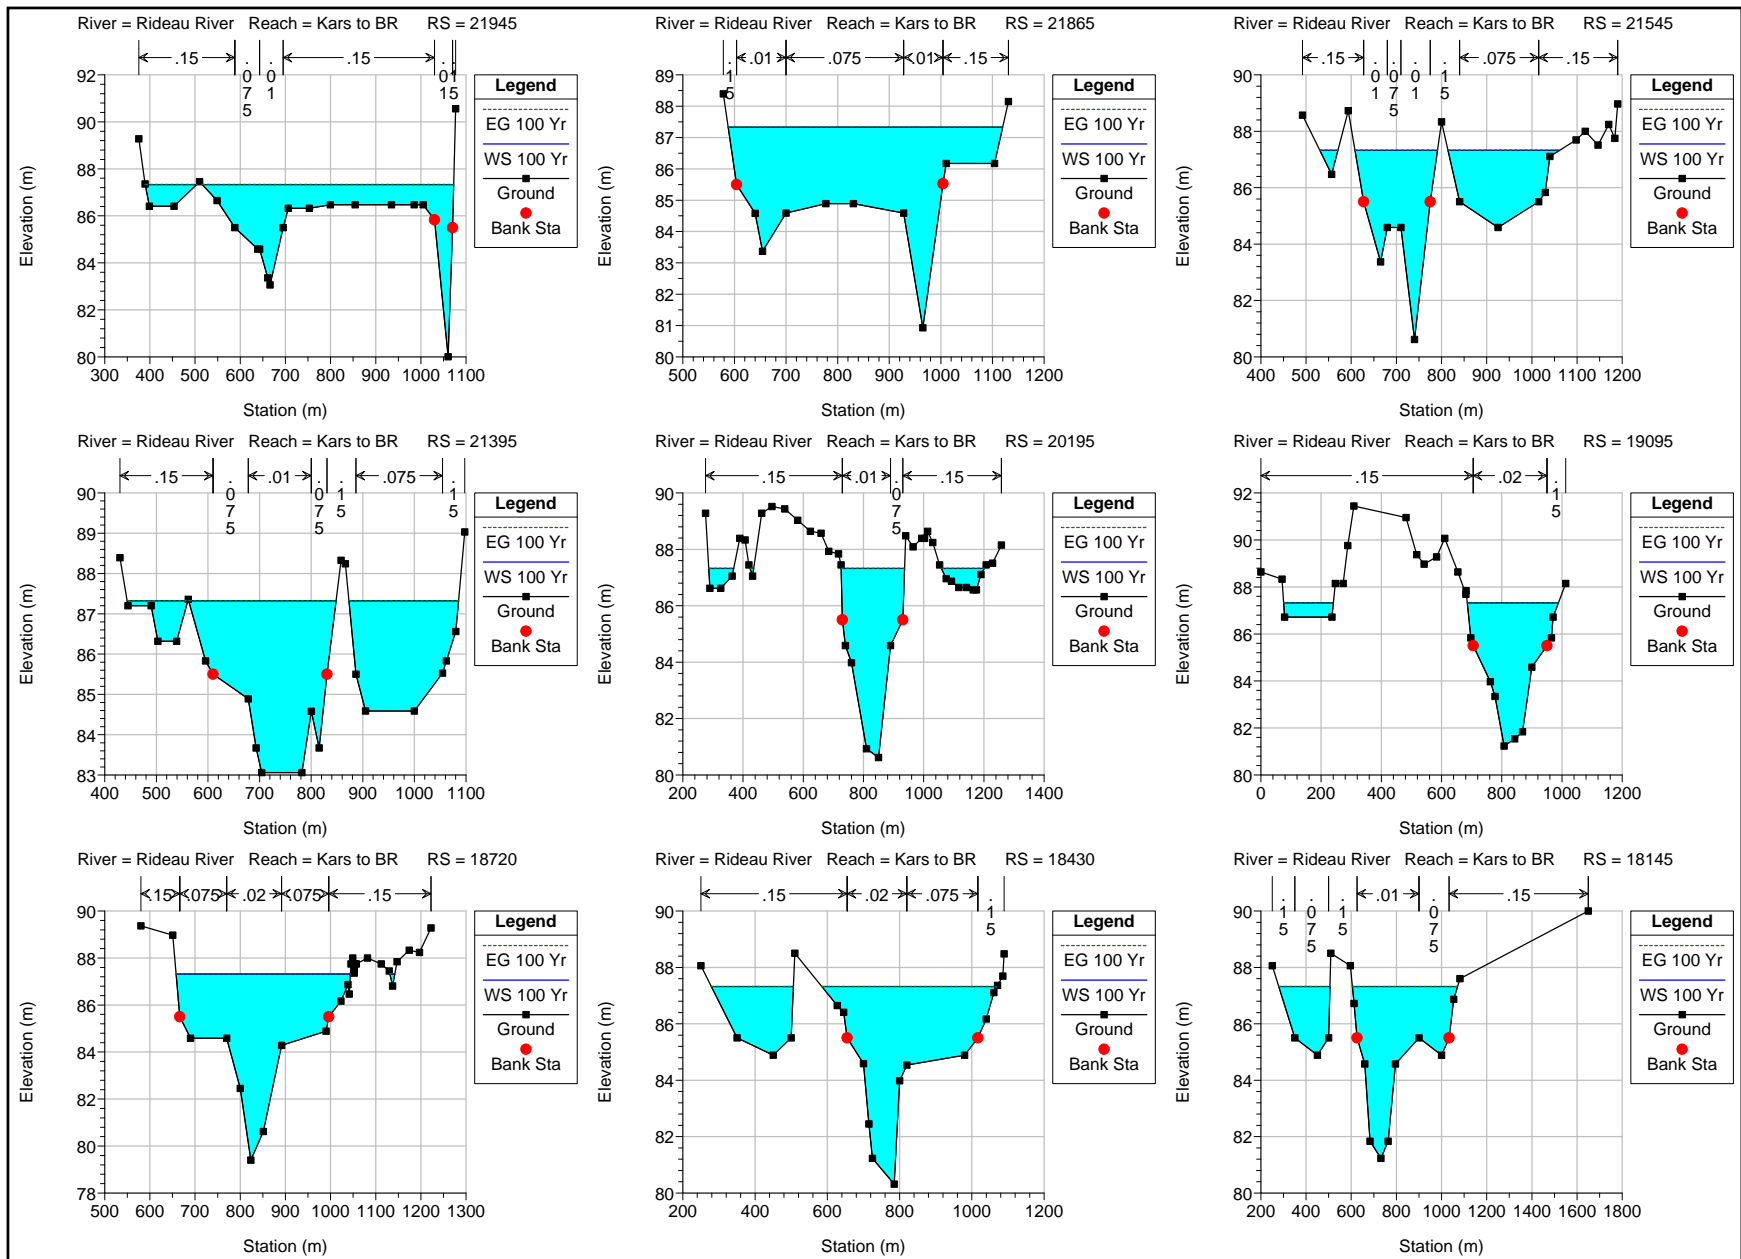 River = Rideau River Reach = Kars to BR RS = 21945
.15 .075 .01 .15 .01 .15
Elevation (m)
92
90
88
86
84
82
80
300 400 500 600 700 800 900 1000 1100
Station (m)
Legend
EG 100 Yr
WS 100 Yr
Ground
Bank Sta
River = Rideau River Reach = Kars to BR RS = 21865
.15 .01 .075 .01 .15
Elevation (m)
89
88
87
86
85
84
83
82
81
80
500 600 700 800 900 1000 1100 1200
Station (m)
Legend
EG 100 Yr
WS 100 Yr
Ground
Bank Sta
River = Rideau River Reach = Kars to BR RS = 21545
.15 .01 .075 .01 .15 .075 .15
Elevation (m)
90
88
86
84
82
80
400 500 600 700 800 900 1000 1100 1200
Station (m)
Legend
EG 100 Yr
WS 100 Yr
Ground
Bank Sta
River = Rideau River Reach = Kars to BR RS = 21395
.15 .075 .01 .075 .15 .075 .15
Elevation (m)
90
89
88
87
86
85
84
83
400 500 600 700 800 900 1000 1100
Station (m)
Legend
EG 100 Yr
WS 100 Yr
Ground
Bank Sta
River = Rideau River Reach = Kars to BR RS = 20195
.15 .01 .075 .15
Elevation (m)
90
88
86
84
82
80
200 400 600 800 1000 1200 1400
Station (m)
Legend
EG 100 Yr
WS 100 Yr
Ground
Bank Sta
River = Rideau River Reach = Kars to BR RS = 19095
.15 .02 .15
Elevation (m)
92
90
88
86
84
82
80
0 200 400 600 800 1000 1200
Station (m)
Legend
EG 100 Yr
WS 100 Yr
Ground
Bank Sta
River = Rideau River Reach = Kars to BR RS = 18720
.15 .075 .02 .075 .15
Elevation (m)
90
88
86
84
82
80
78
500 600 700 800 900 1000 1100 1200 1300
Station (m)
Legend
EG 100 Yr
WS 100 Yr
Ground
Bank Sta
River = Rideau River Reach = Kars to BR RS = 18430
.15 .02 .075 .15
Elevation (m)
90
88
86
84
82
80
200 400 600 800 1000 1200
Station (m)
Legend
EG 100 Yr
WS 100 Yr
Ground
Bank Sta
River = Rideau River Reach = Kars to BR RS = 18145
.15 .075 .15 .01 .075 .15
Elevation (m)
90
88
86
84
82
80
200 400 600 800 1000 1200 1400 1600 1800
Station (m)
Legend
EG 100 Yr
WS 100 Yr
Ground
Bank Sta